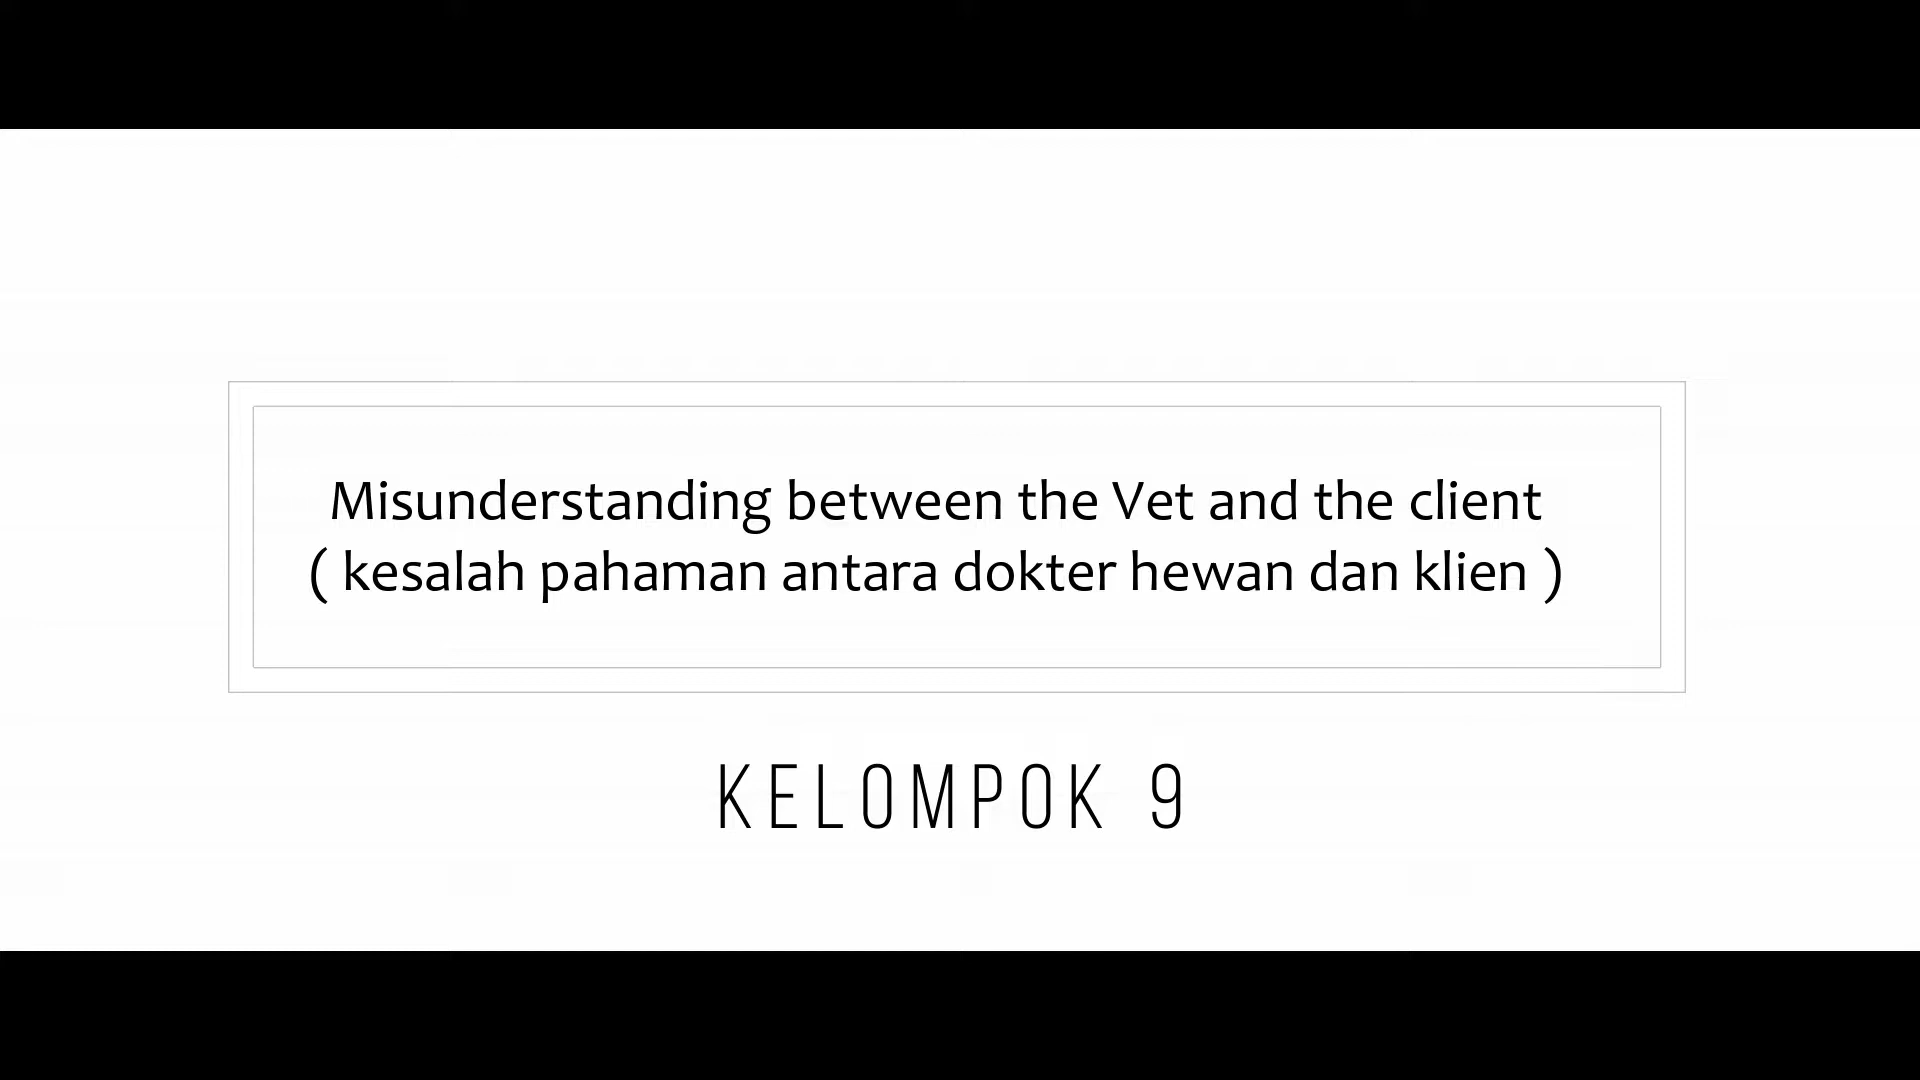 Misunderstanding between the Vet and the client
( kesalah pahaman antara dokter hewan dan klien )
KELOMPOK 9